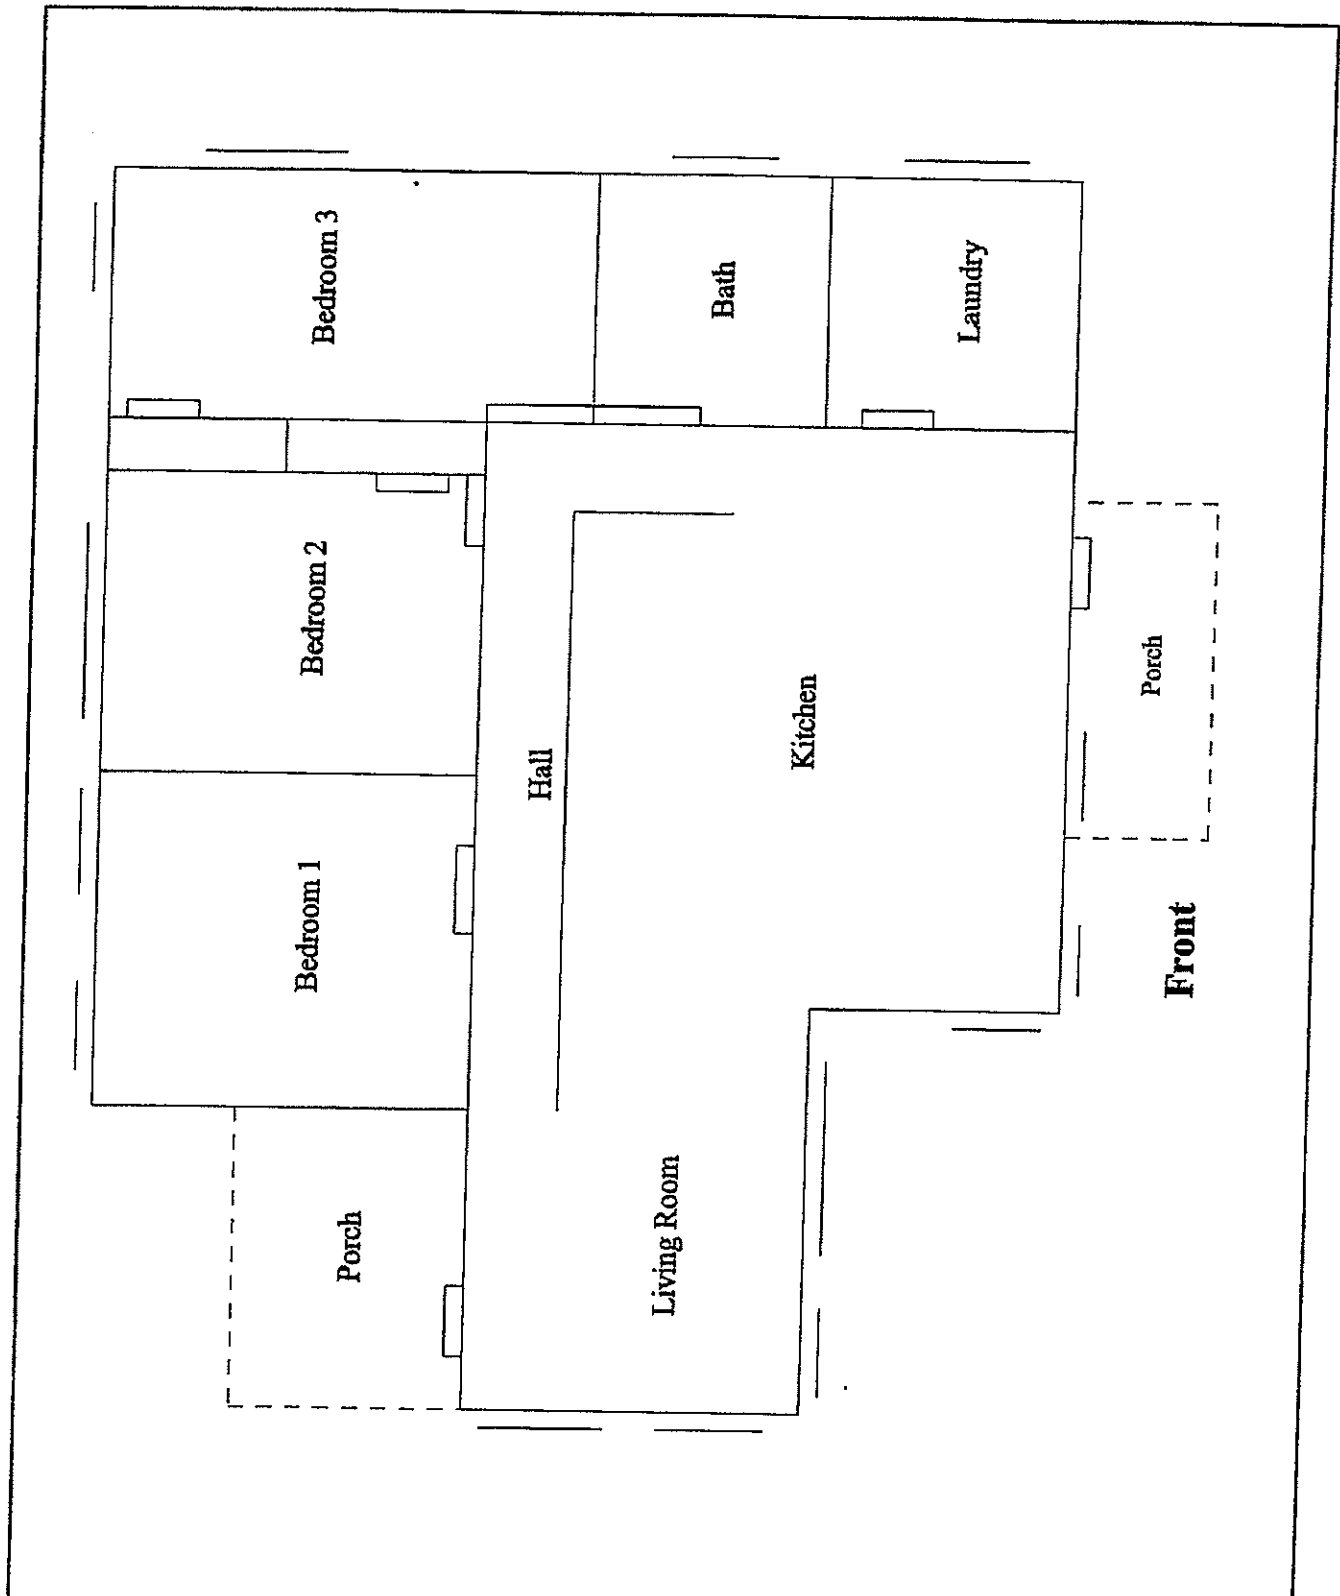 Bedroom 1
Bedroom 2
Bedroom 3
Porch
Hall
Living Room
Kitchen
Bath
Laundry
Front
Porch